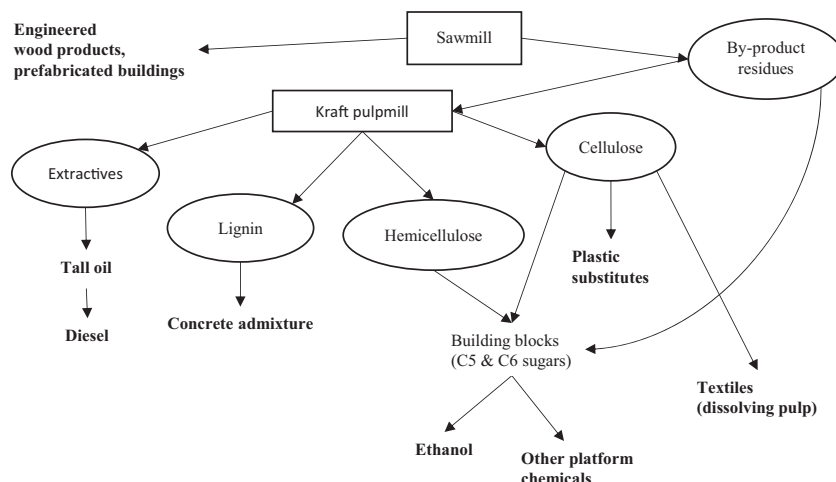 Engineered
wood products,
prefabricated buildings
Sawmill
By-product
residues
Kraft pulpmill
Extractives
Cellulose
Lignin
Hemicellulose
Tall oil
Plastic
substitutes
Diesel
Concrete admixture
Building blocks
(C5 & C6 sugars)
Textiles
(dissolving pulp)
Ethanol
Other platform
chemicals